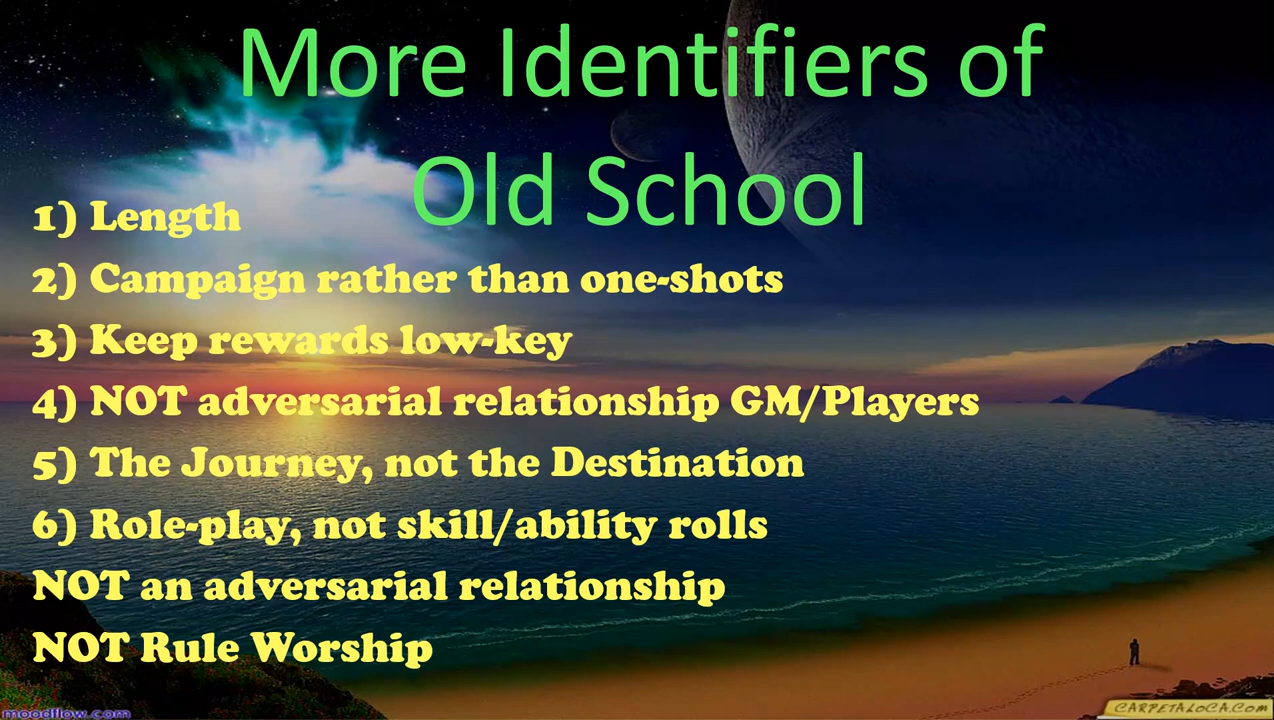 More Identifiers of
Old School
1) Length
2) Campaign rather than one-shots
3) Keep rewards low-key
4) NOT adversarial relationship GM/Players
5) The Journey, not the Destination
6) Role-play, not skill/ability rolls
NOT an adversarial relationship
NOT Rule Worship
moodflow.com
CARPETALOCA.COM